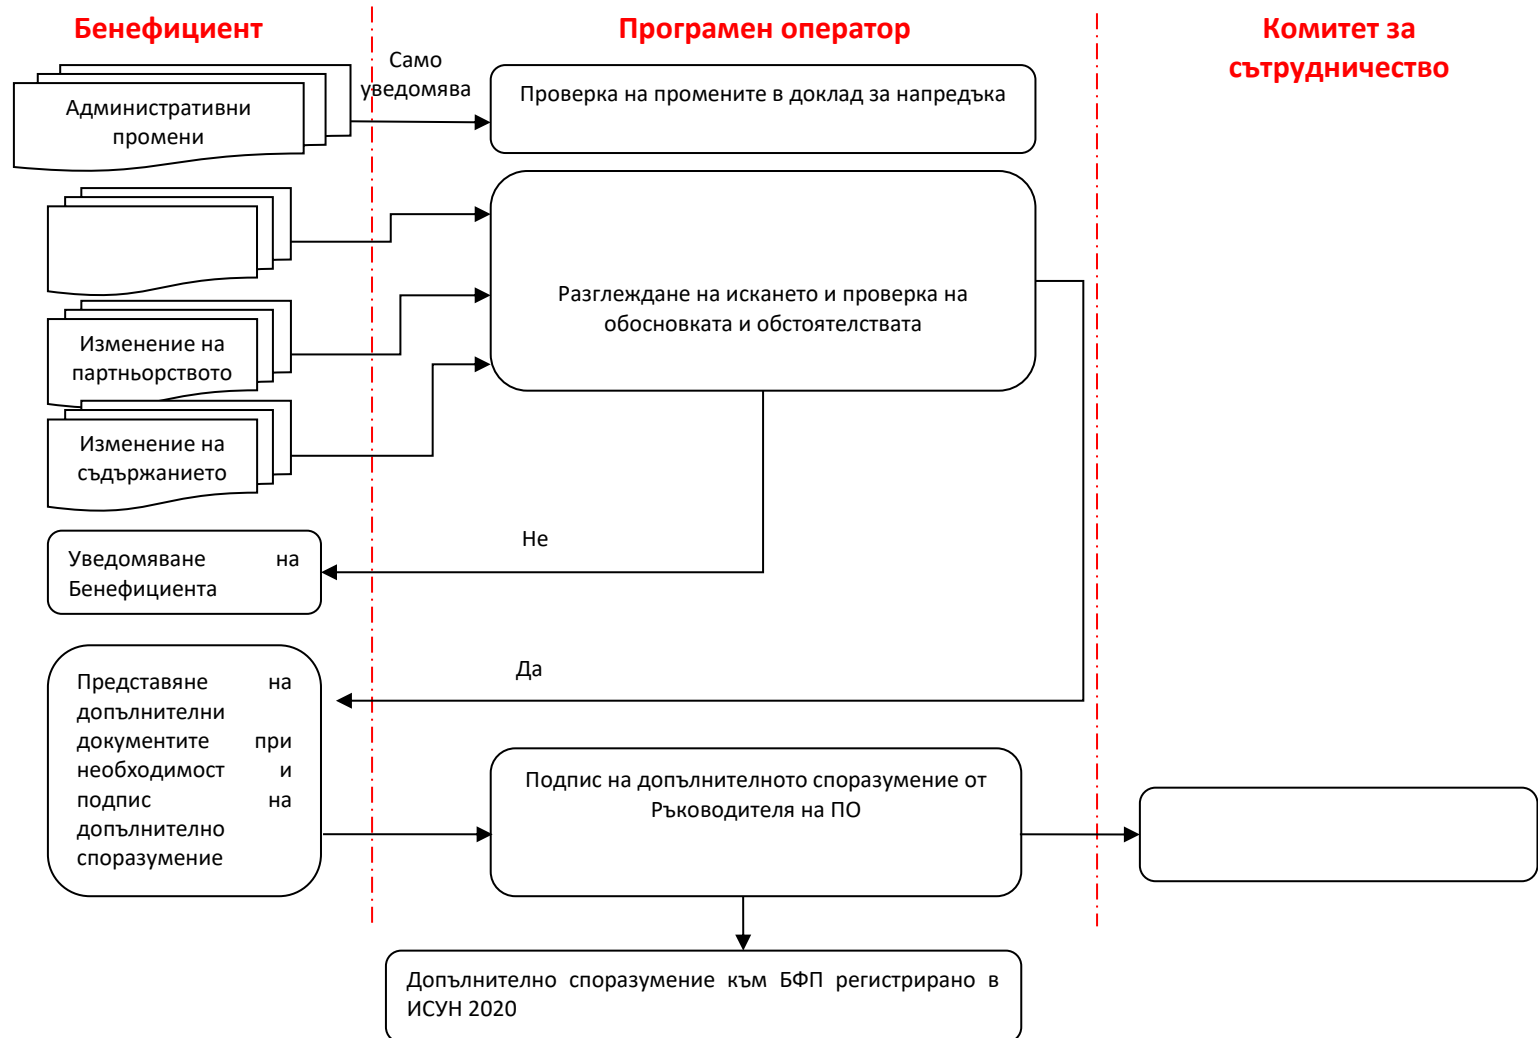 Бенефициент
Програмен оператор
Комитет за
сътрудничество
Само
уведомява
Административни
промени
Проверка на промените в доклад за напредъка
Разглеждане на искането и проверка на
обосновката и обстоятелствата
Изменение на
партньорството
Изменение на
съдържанието
Не
Уведомяване на
Бенефициента
Да
Представяне на
допълнителни
документите при
необходимост и
подпис на
допълнително
споразумение
Подпис на допълнителното споразумение от
Ръководителя на ПО
Допълнително споразумение към БФП регистрирано в
ИСУН 2020